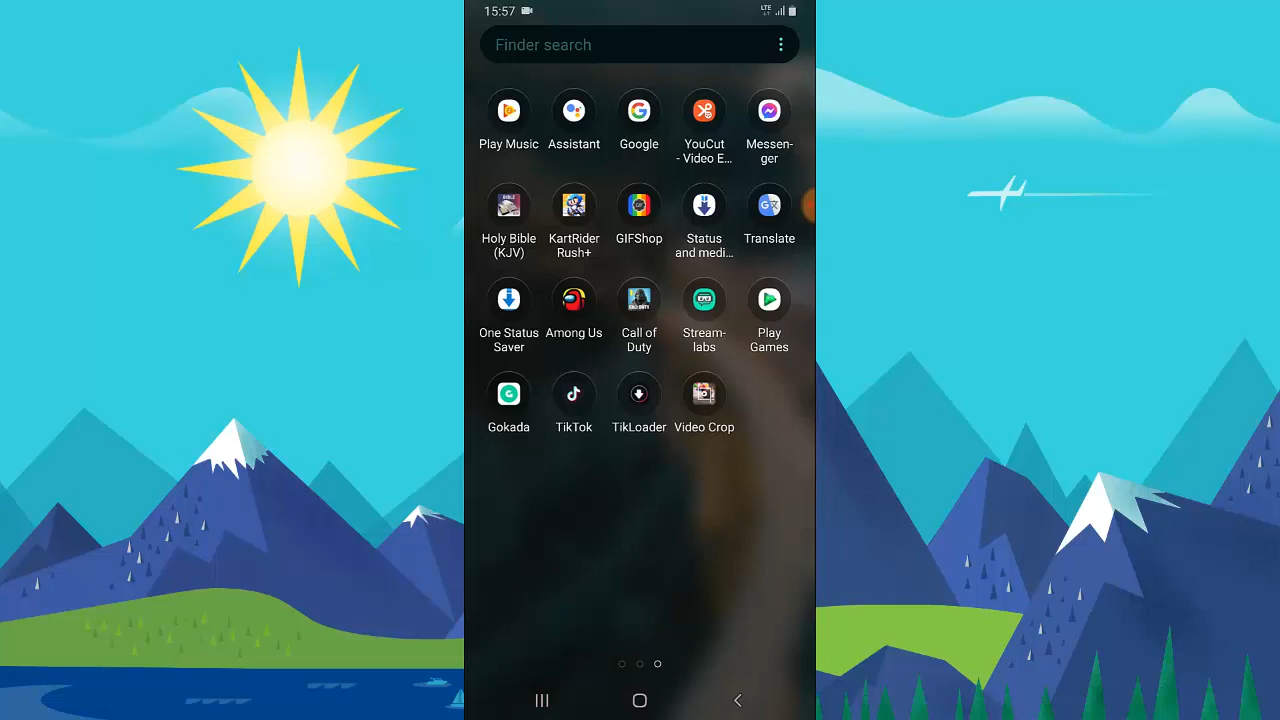 15:57
LTE
Finder search
Play Music
Assistant
Google
YouCut
- Video E...
Messen-
ger
Holy Bible
(KJV)
KartRider
Rush+
GIFShop
Status
and medi...
Translate
One Status
Saver
Among Us
Call of
Duty
Stream-
labs
Play
Games
Gokada
TikTok
TikLoader
Video Crop